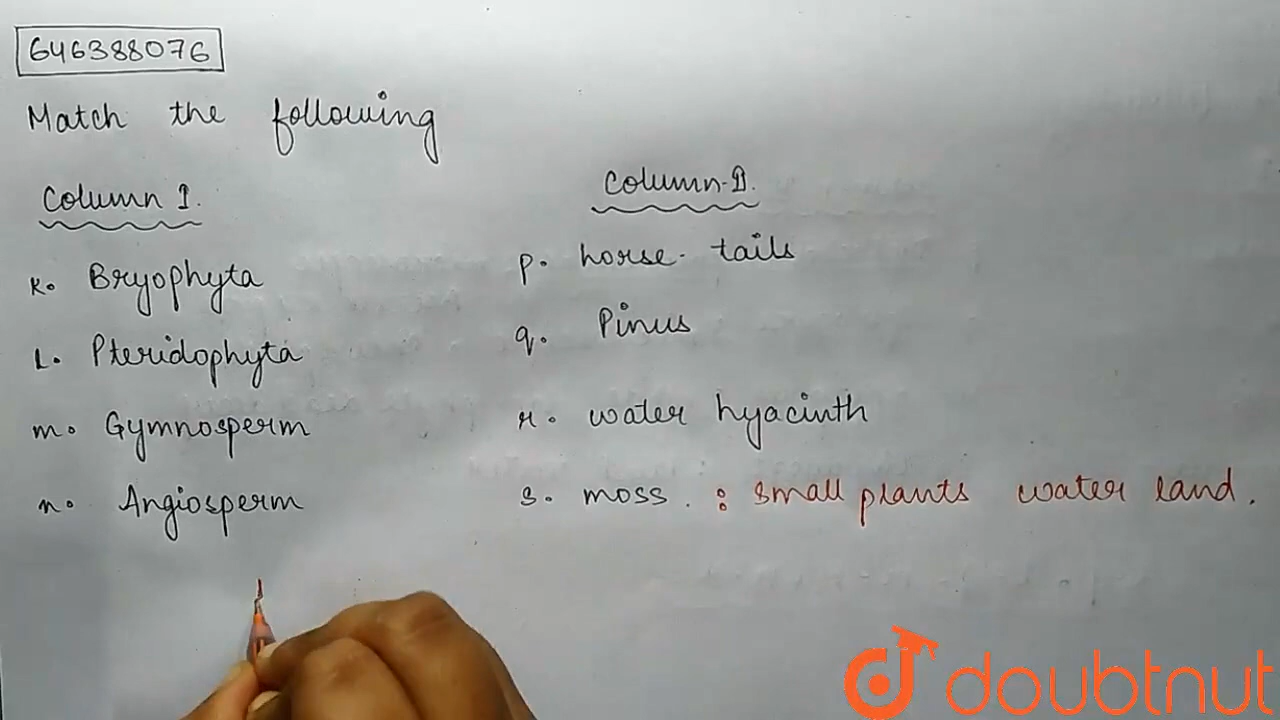 646388076
Match the following
Column I.
Column-II.
K. Bryophyta
p. horse-tails
L. Pteridophyta
q. Pinus
m. Gymnosperm
r. water hyacinth
n. Angiosperm
s. moss. : small plants water land.
doubtnut